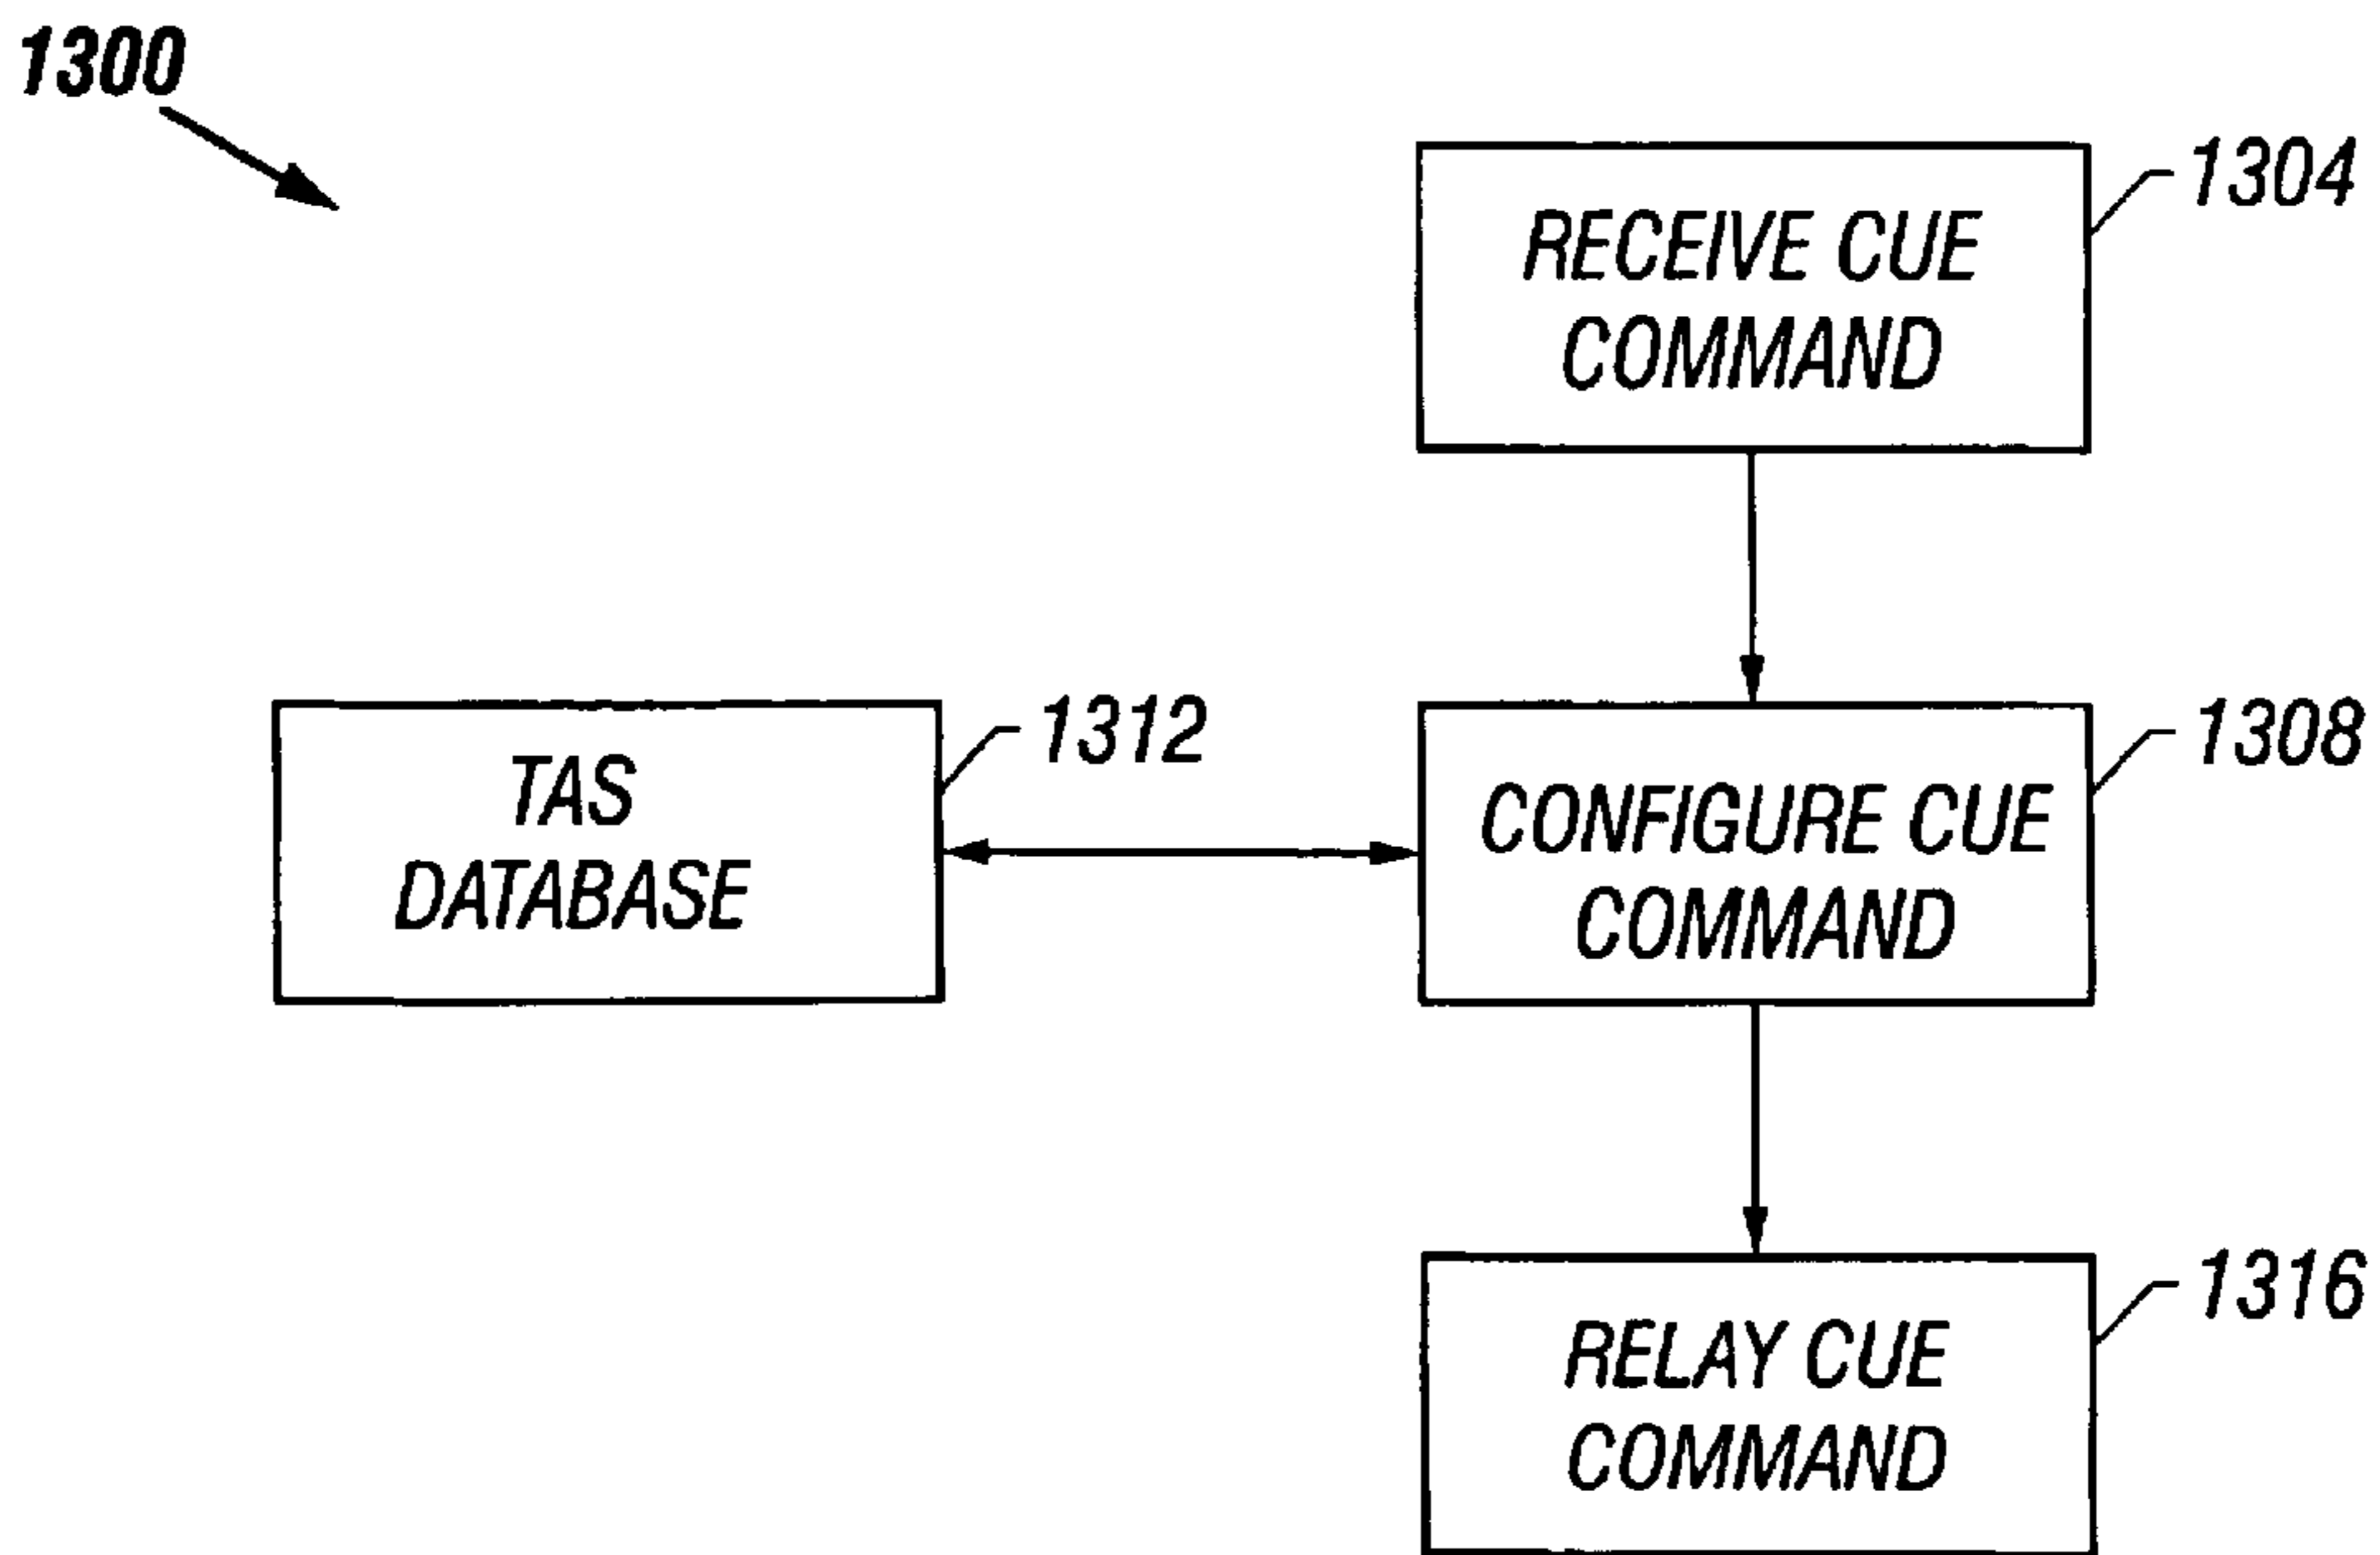 1300
1304
RECEIVE CUE
COMMAND
1312
TAS
DATABASE
1308
CONFIGURE CUE
COMMAND
1316
RELAY CUE
COMMAND